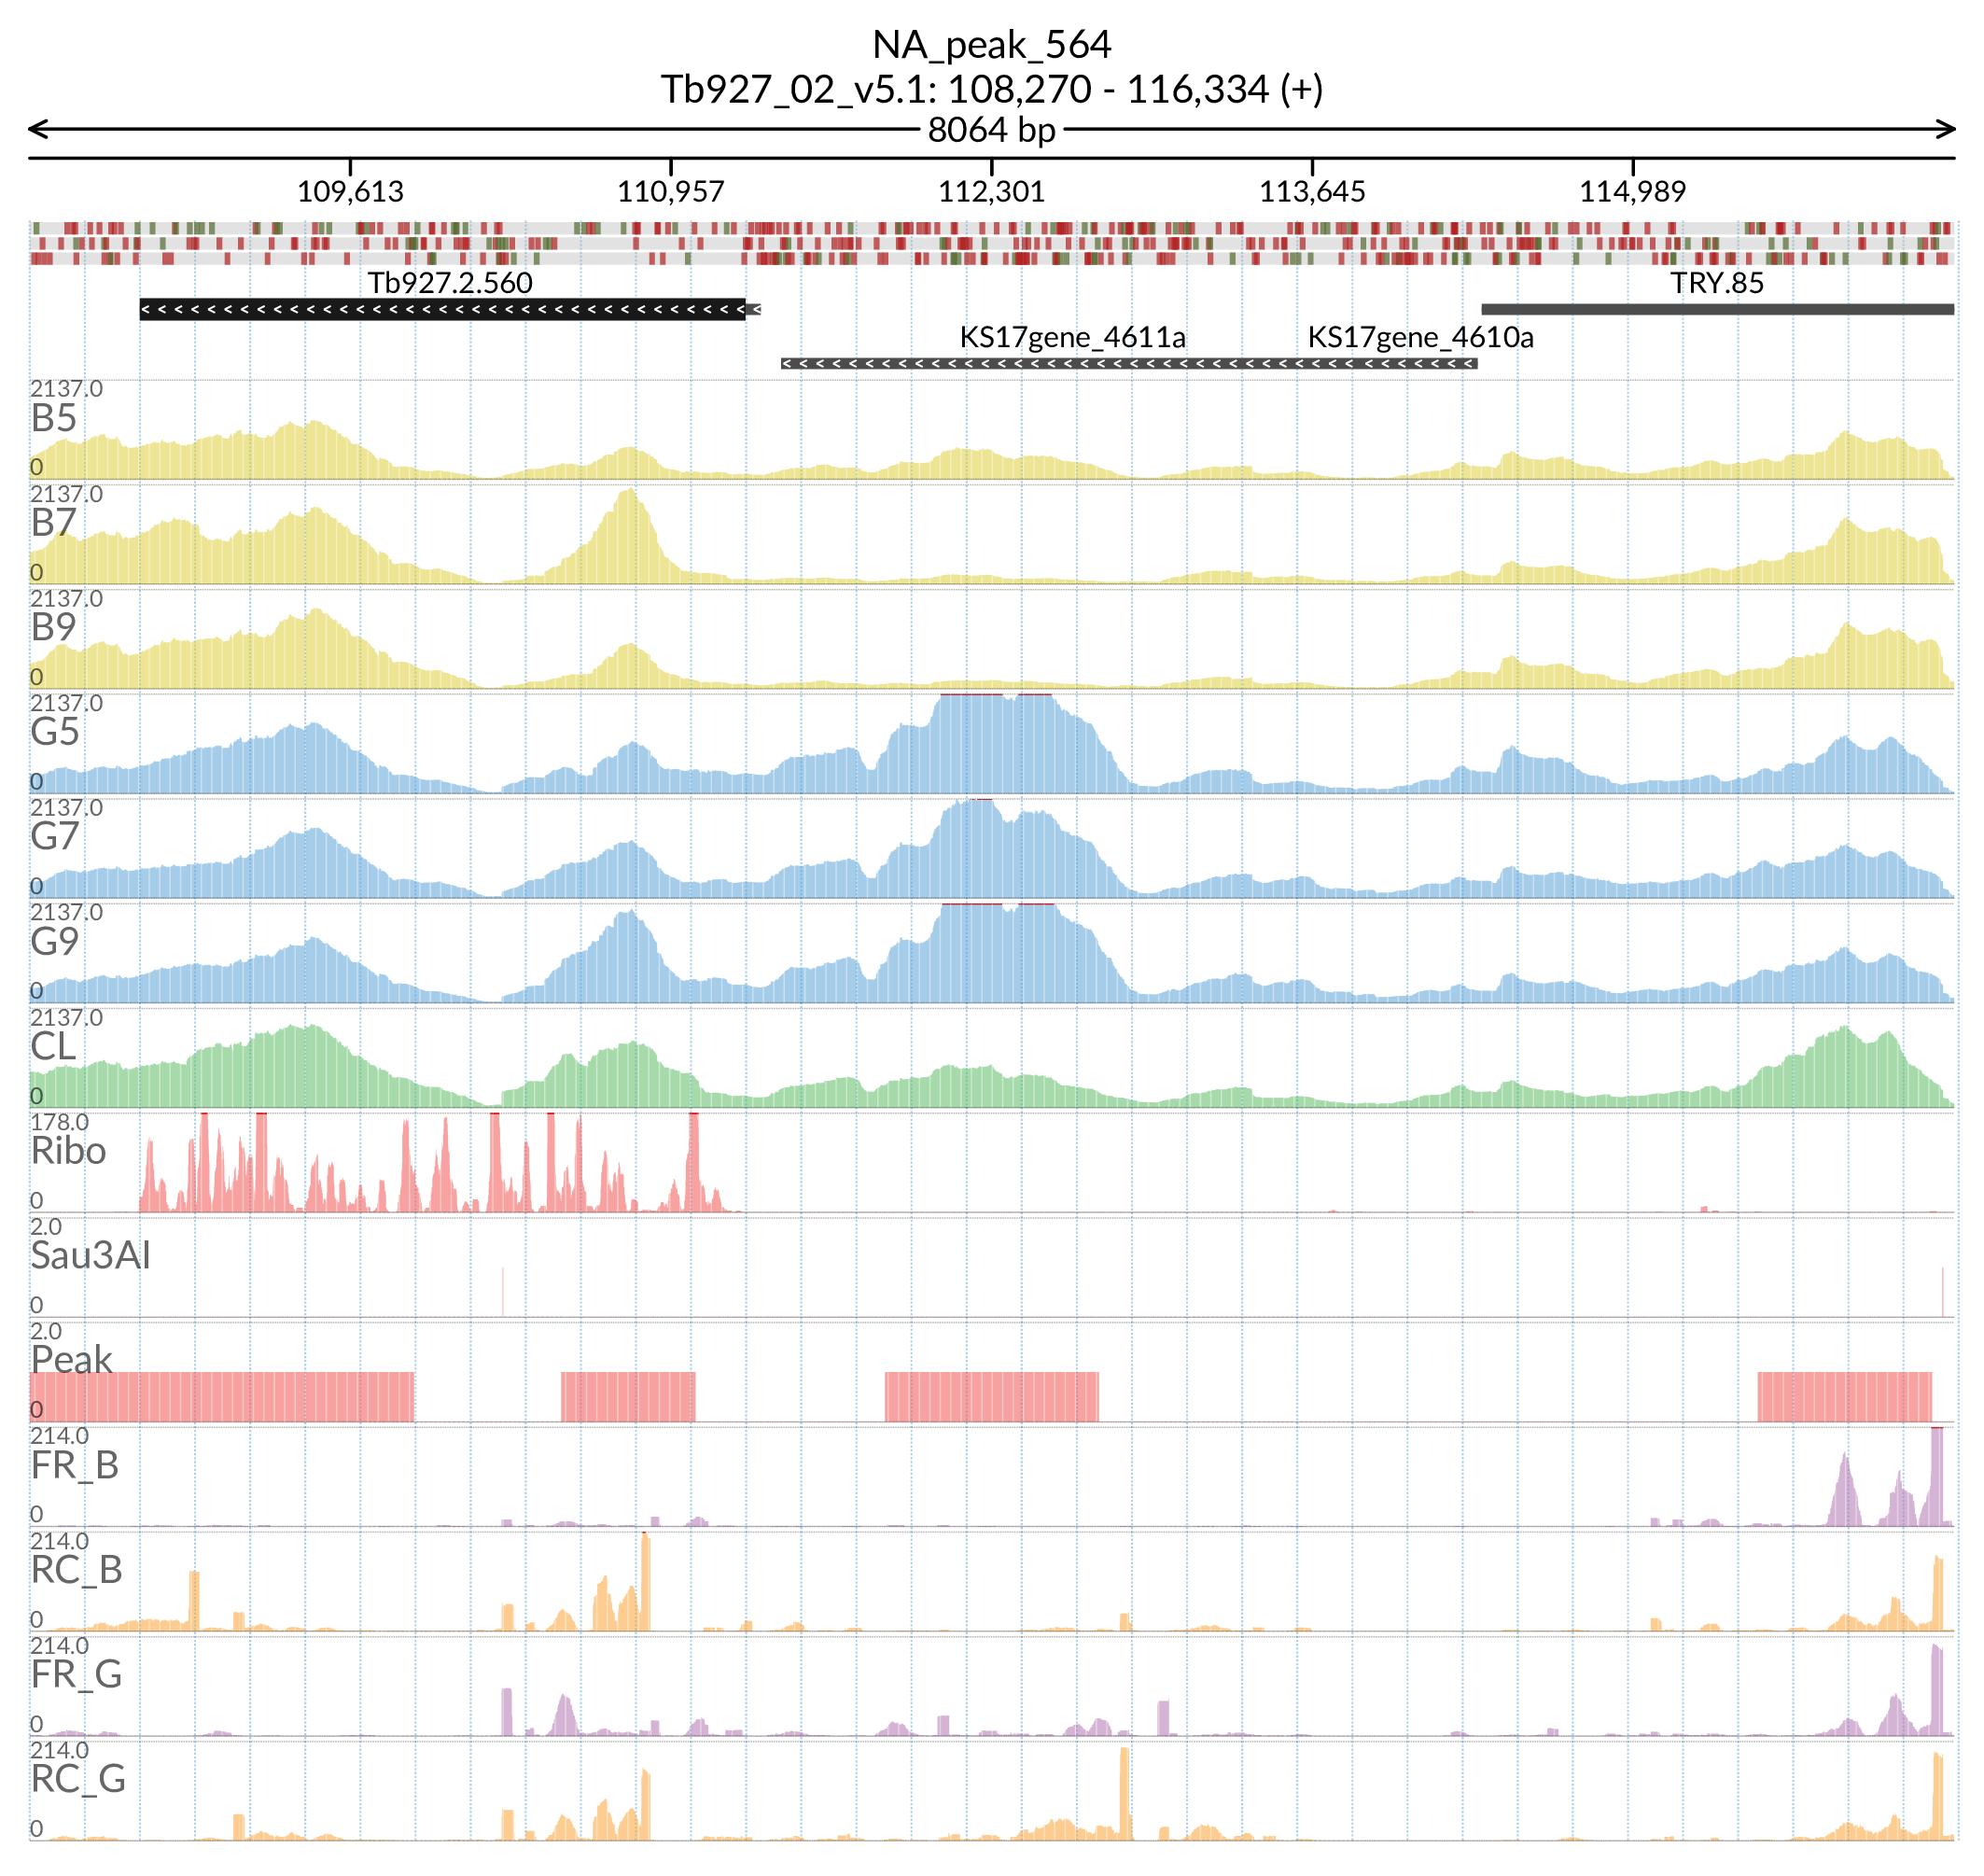 NA_peak_564
Tb927_02_v5.1: 108,270 - 116,334 (+)
8064 bp
109,613 110,957 112,301 113,645 114,989
Tb927.2.560 TRY.85
KS17gene_4611a KS17gene_4610a
2137.0
B5
0
2137.0
B7
0
2137.0
B9
0
2137.0
G5
0
2137.0
G7
0
2137.0
G9
0
2137.0
CL
0
178.0
Ribo
0
2.0
Sau3AI
0
2.0
Peak
0
214.0
FR_B
0
214.0
RC_B
0
214.0
FR_G
0
214.0
RC_G
0